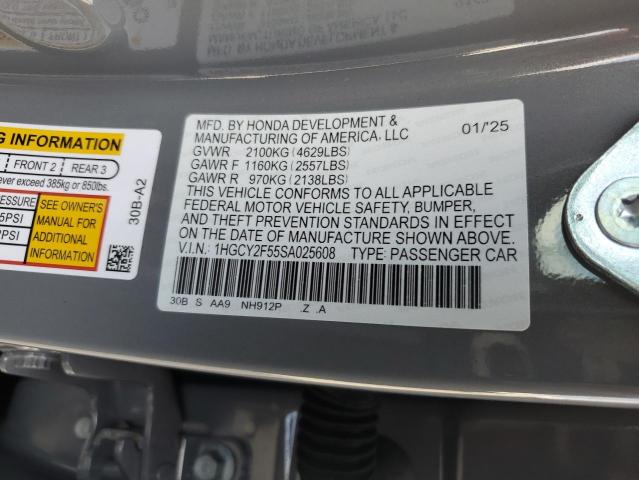 MFD. BY HONDA DEVELOPMENT & 01/'25
MANUFACTURING OF AMERICA, LLC
GVWR 2100KG (4629LBS)
GAWR F 1160KG (2557LBS)
GAWR R 970KG (2138LBS)
THIS VEHICLE CONFORMS TO ALL APPLICABLE
FEDERAL MOTOR VEHICLE SAFETY, BUMPER,
AND THEFT PREVENTION STANDARDS IN EFFECT
ON THE DATE OF MANUFACTURE SHOWN ABOVE.
V.I.N.: 1HGCY2F55SA025608 TYPE: PASSENGER CAR
30B S AA9 NH912P .Z .A
INFORMATION
FRONT 2 REAR 3
exceed 385kg or 850lbs.
SEE OWNER'S
MANUAL FOR
ADDITIONAL
INFORMATION
30B-A2